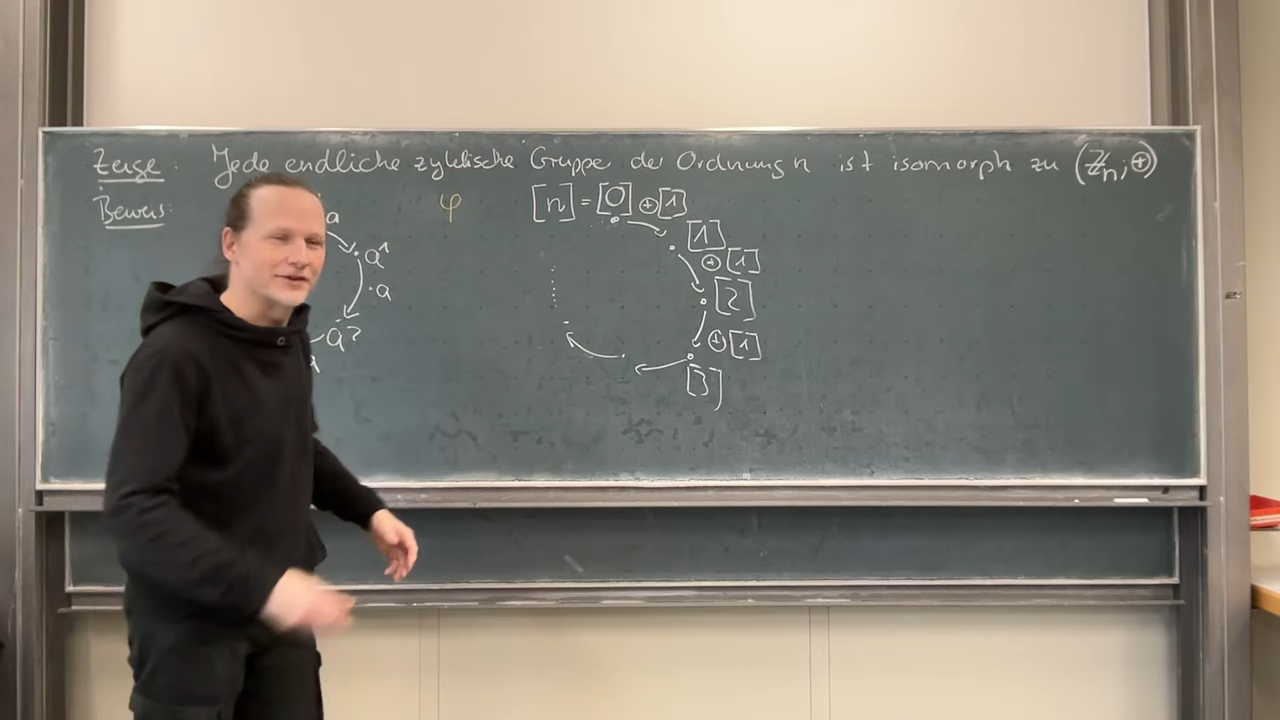 Zeige: Jede endliche zyklische Gruppe der Ordnung n ist isomorph zu (ℤₙ; ⊕)
Beweis:
a
a¹
·a
a²
a
φ
[n] = [0] ⊕ [1]
[1]
⊕ [1]
[2]
⊕ [1]
[3]